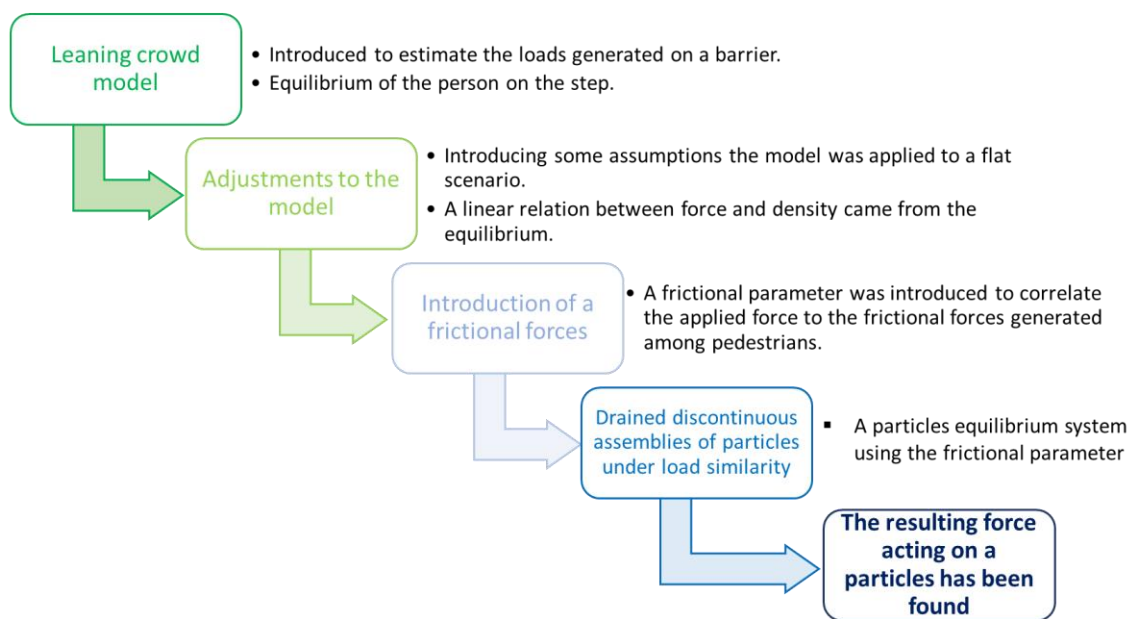 Leaning crowd
model
• Introduced to estimate the loads generated on a barrier.
• Equilibrium of the person on the step.
Adjustments to the
model
• Introducing some assumptions the model was applied to a flat
scenario.
• A linear relation between force and density came from the
equilibrium.
Introduction of a
frictional forces
• A frictional parameter was introduced to correlate
the applied force to the frictional forces generated
among pedestrians.
Drained discontinuous
assemblies of particles
under load similarity
▪ A particles equilibrium system
using the frictional parameter
The resulting force
acting on a
particles has been
found